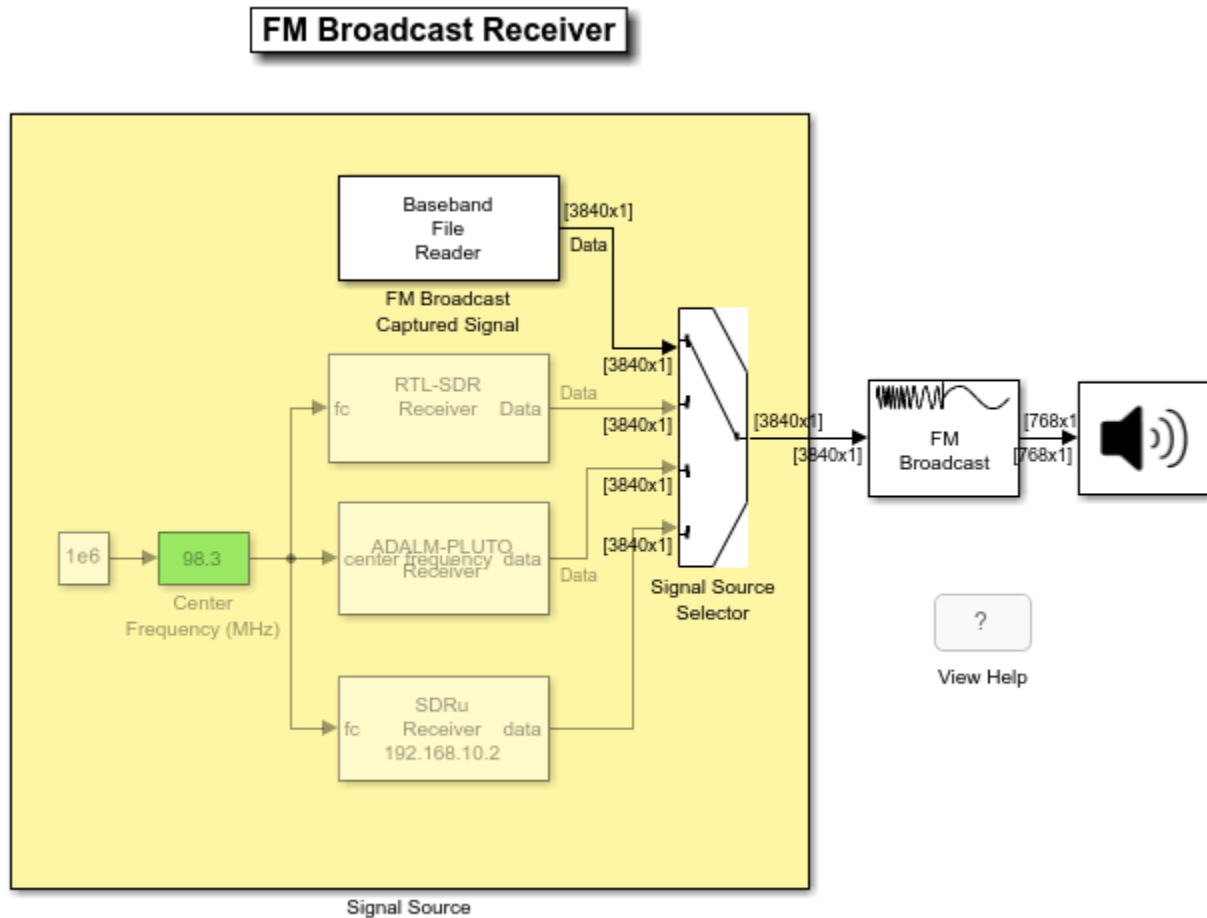 FM Broadcast Receiver
Baseband
File
Reader
[3840x1]
Data
FM Broadcast
Captured Signal
[3840x1]
RTL-SDR
fc Receiver Data
Data
[3840x1]
[3840x1]
ADALM-PLUTO
center frequency data
Receiver
Data
[3840x1]
1e6
98.3
Center
Frequency (MHz)
SDRu
fc Receiver data
192.168.10.2
Signal Source
Selector
[3840x1]
[3840x1]
FM
Broadcast
[768x1
[768x1]
?
View Help
Signal Source